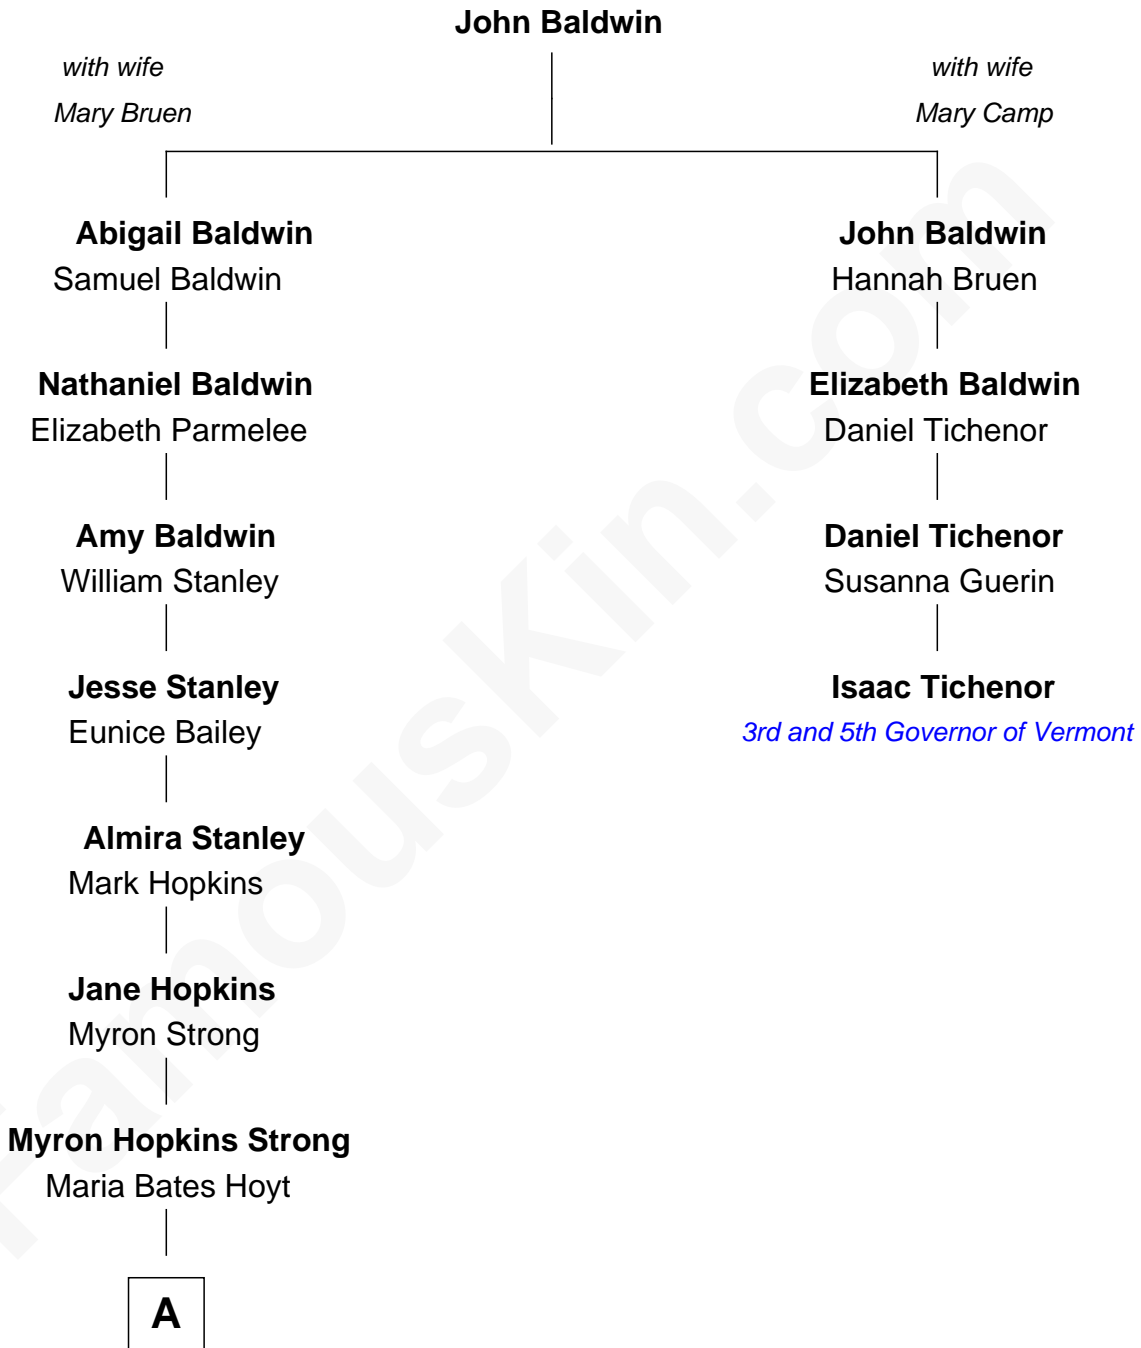 John Baldwin
with wife
Mary Bruen
with wife
Mary Camp
Abigail Baldwin
Samuel Baldwin
John Baldwin
Hannah Bruen
Nathaniel Baldwin
Elizabeth Parmelee
Elizabeth Baldwin
Daniel Tichenor
Amy Baldwin
William Stanley
Daniel Tichenor
Susanna Guerin
Jesse Stanley
Eunice Bailey
Isaac Tichenor
3rd and 5th Governor of Vermont
Almira Stanley
Mark Hopkins
Jane Hopkins
Myron Strong
Myron Hopkins Strong
Maria Bates Hoyt
A
FamousKin.com